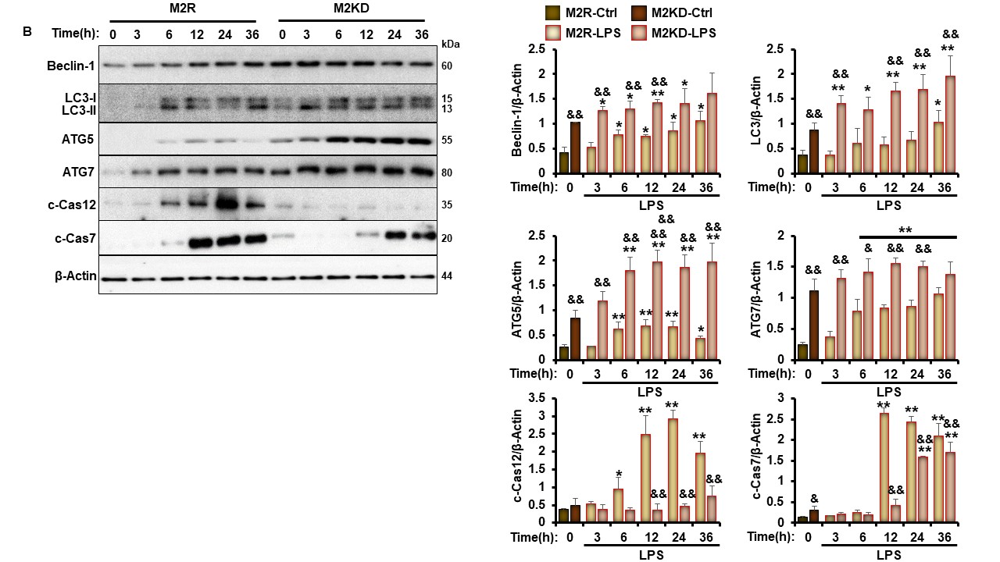 M2R M2KD
B Time(h): 0 3 6 12 24 36 0 3 6 12 24 36
kDa
Beclin-1 60
LC3-I 15
LC3-II 13
ATG5 55
ATG7 80
c-Cas12 35
c-Cas7 20
β-Actin 44
M2R-Ctrl M2KD-Ctrl
M2R-LPS M2KD-LPS
Beclin-1/β-Actin
2.5
2
1.5
1
0.5
0
&& && * * && * && ** * * * *
Time(h): 0 3 6 12 24 36
LPS
LC3/β-Actin
2.5
2
1.5
1
0.5
0
&& && ** * && ** && ** * && **
Time(h): 0 3 6 12 24 36
LPS
ATG5/β-Actin
2.5
2
1.5
1
0.5
0
&& && ** && ** ** && && ** ** && ** * && **
Time(h): 0 3 6 12 24 36
LPS
ATG7/β-Actin
2
1.5
1
0.5
0
**
&& && & && &&
Time(h): 0 3 6 12 24 36
LPS
c-Cas12/β-Actin
3.5
3
2.5
2
1.5
1
0.5
0
* ** && ** && ** &&
Time(h): 0 3 6 12 24 36
LPS
c-Cas7/β-Actin
3
2.5
2
1.5
1
0.5
0
& ** && ** && ** ** && **
Time(h): 0 3 6 12 24 36
LPS